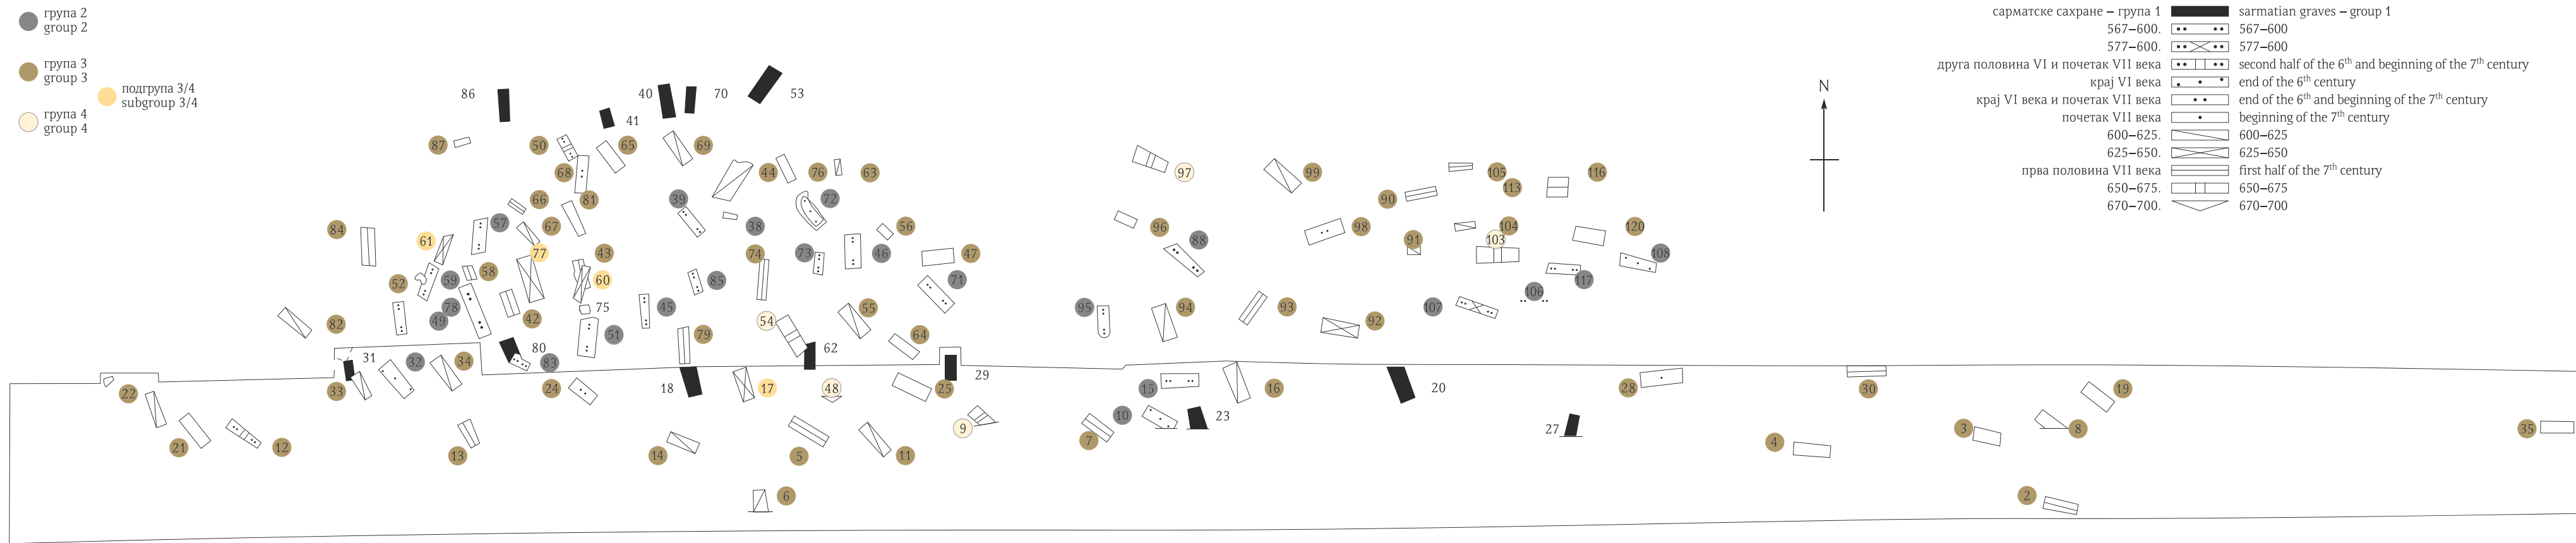 група 2
group 2
група 3
group 3
подгрупа 3/4
subgroup 3/4
група 4
group 4
сарматске сахране – група 1 sarmatian graves – group 1
567–600. 567–600
577–600. 577–600
друга половина VI и почетак VII века second half of the 6th and beginning of the 7th century
крај VI века end of the 6th century
крај VI века и почетак VII века end of the 6th and beginning of the 7th century
почетак VII века beginning of the 7th century
600–625. 600–625
625–650. 625–650
прва половина VII века first half of the 7th century
650–675. 650–675
670–700. 670–700
N
86 40 70 53
41
87 50 65 69
68 44 76 63 97 99 105 116
113
66 81 39 72 90
84 57 67 38 56 96 98 104 120
61 88 91 103
77 43 74 73 46 47 108
52 59 58 60 85 71 117
106
78 75 45 55 95 94 93 107
82 49 42 54 92
51 79 64
80 62
31 32 34 83
29
33 24 18 17 48 25 15 16 20 28 30 19
22
10 23
9 3 8 35
27
21 12 7 4
13 14 5 11
6 2